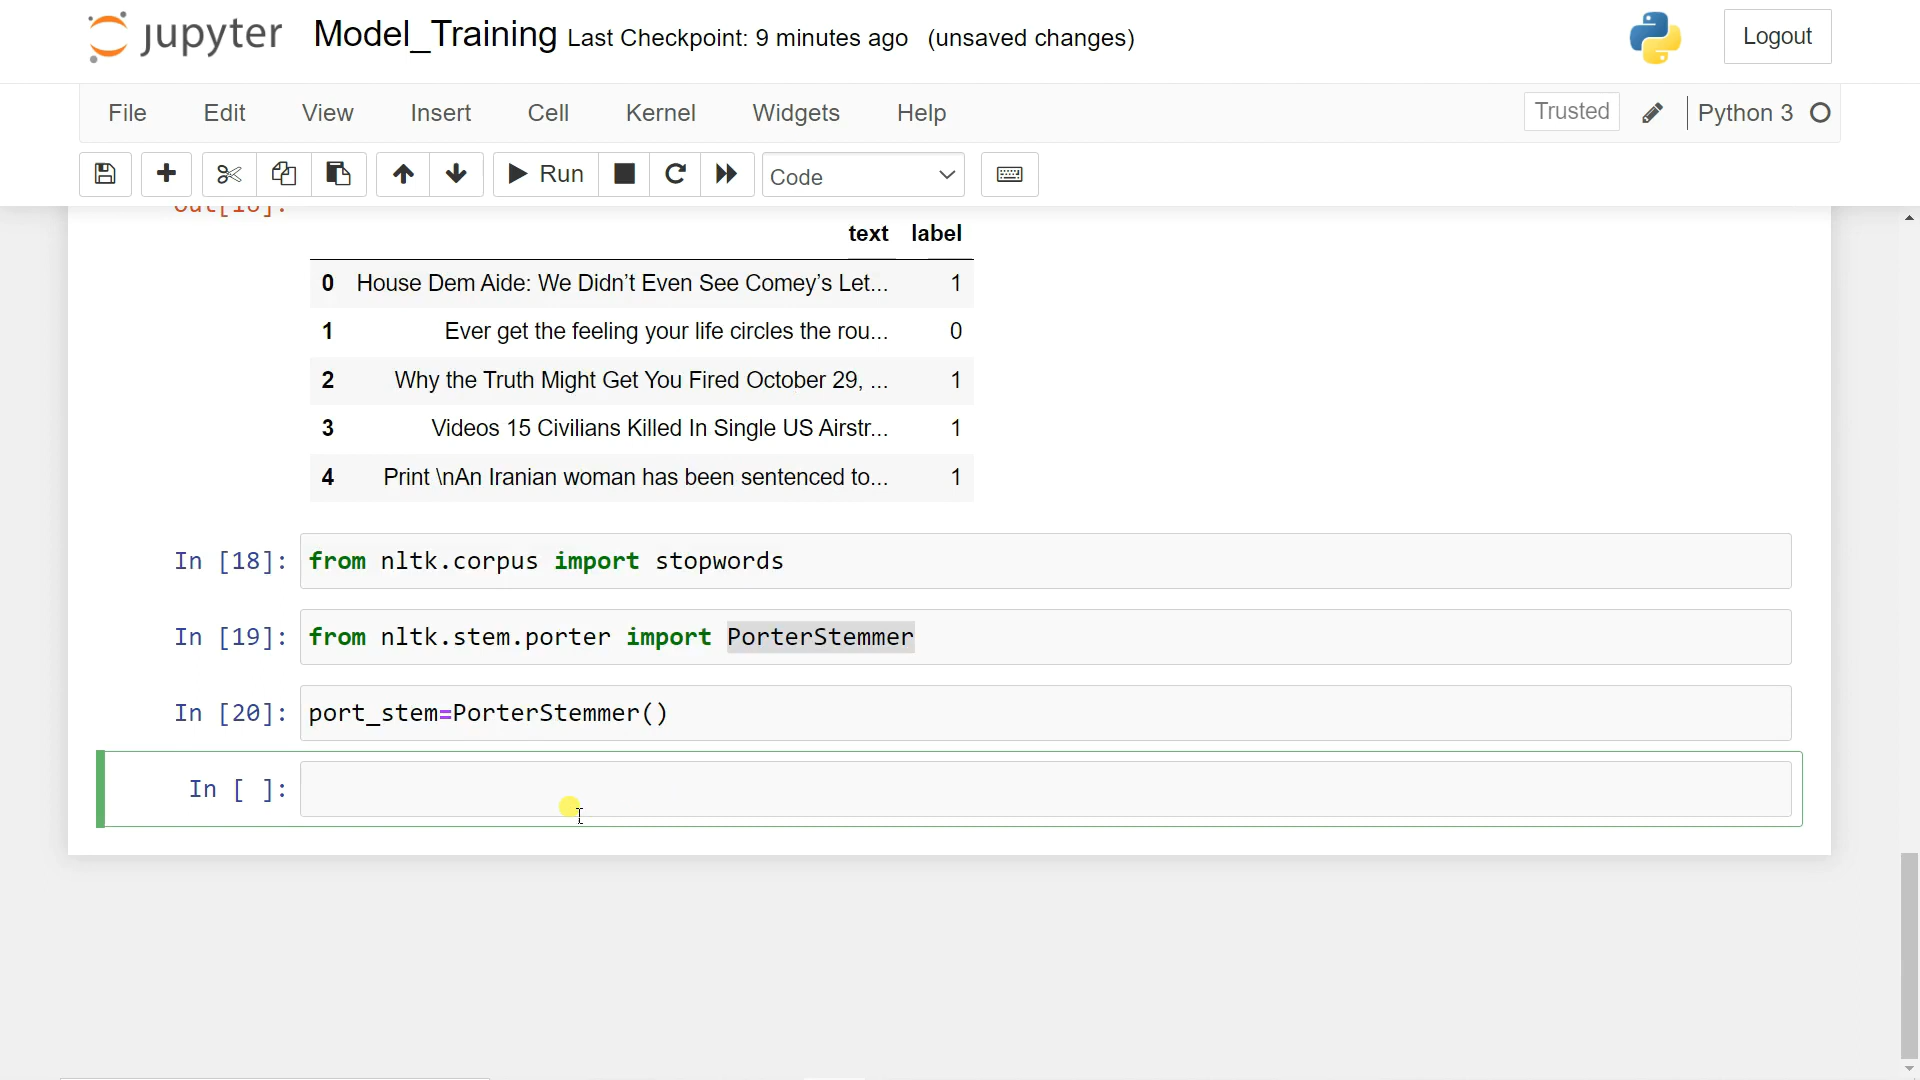 jupyter Model_Training Last Checkpoint: 9 minutes ago (unsaved changes) Logout
File Edit View Insert Cell Kernel Widgets Help Trusted Python 3
Run Code
text label
0 House Dem Aide: We Didn’t Even See Comey’s Let... 1
1 Ever get the feeling your life circles the rou... 0
2 Why the Truth Might Get You Fired October 29, ... 1
3 Videos 15 Civilians Killed In Single US Airstr... 1
4 Print \nAn Iranian woman has been sentenced to... 1
In [18]: from nltk.corpus import stopwords
In [19]: from nltk.stem.porter import PorterStemmer
In [20]: port_stem=PorterStemmer()
In [ ]: